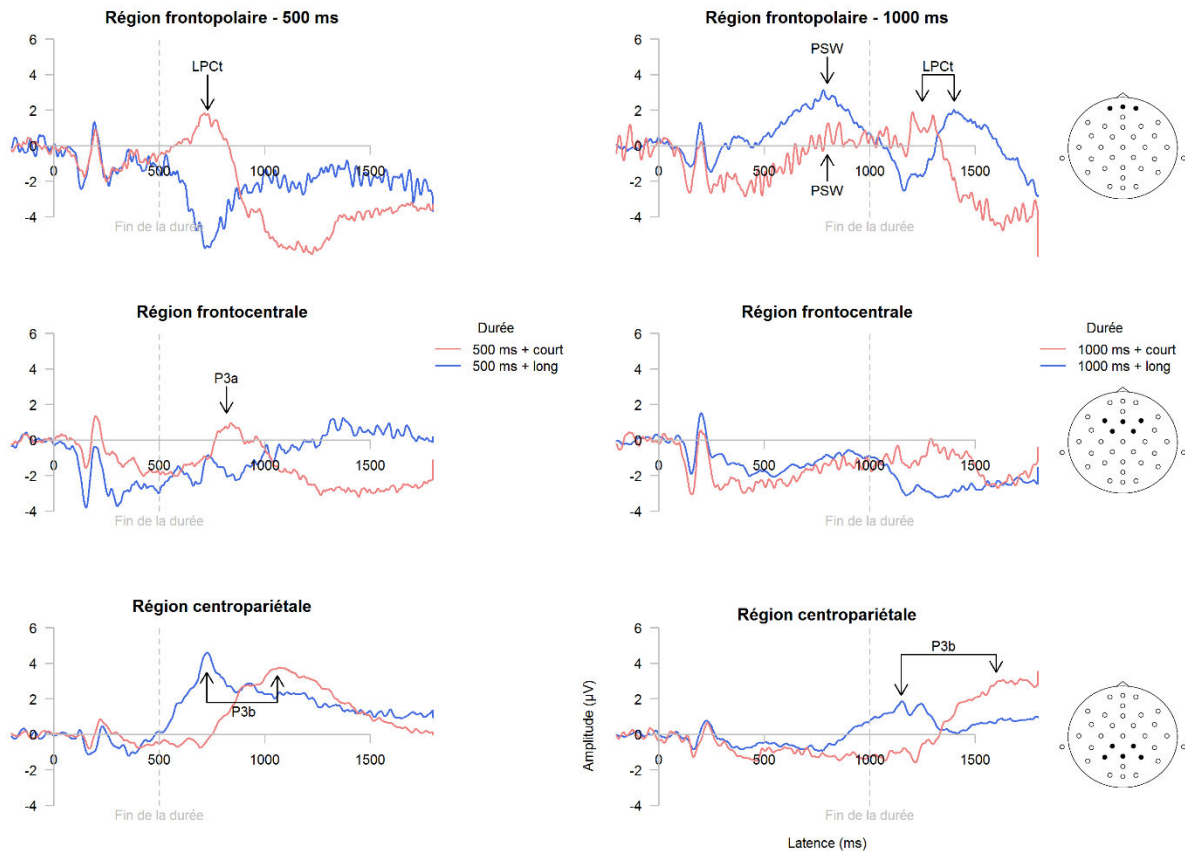 Région frontopolaire - 500 ms
6
4
2
0
-2
-4
LPCt
0
500
1000
1500
Fin de la durée
Région frontopolaire - 1000 ms
6
4
2
0
-2
-4
PSW
LPCt
PSW
0
500
1000
1500
Fin de la durée
Région frontocentrale
6
4
2
0
-2
-4
P3a
0
500
1000
1500
Fin de la durée
Durée
500 ms + court
500 ms + long
Région frontocentrale
6
4
2
0
-2
-4
0
500
1000
1500
Fin de la durée
Durée
1000 ms + court
1000 ms + long
Région centropariétale
6
4
2
0
-2
-4
P3b
0
500
1000
1500
Fin de la durée
Région centropariétale
Amplitude (µV)
6
4
2
0
-2
-4
P3b
0
500
1000
1500
Fin de la durée
Latence (ms)